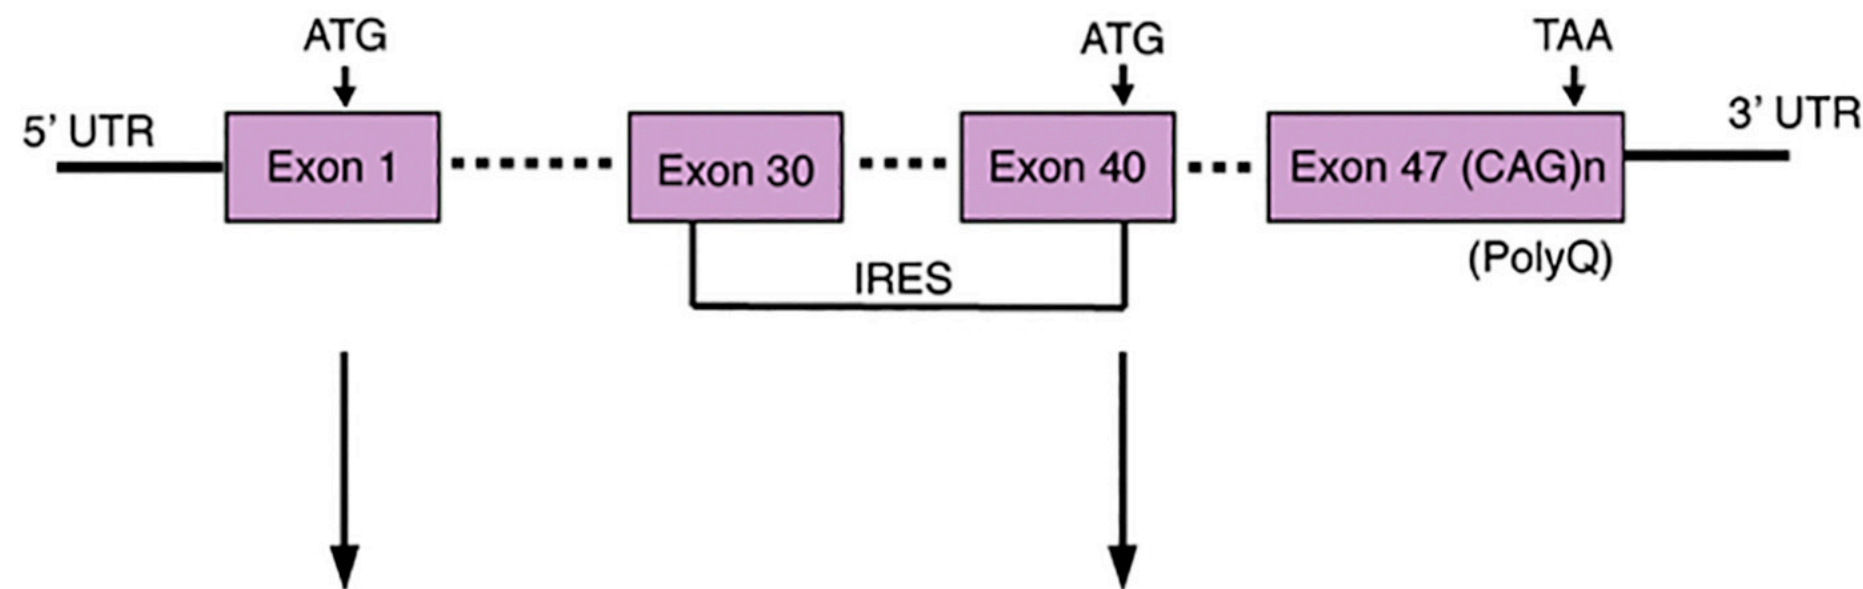 ATG
ATG
TAA
5’ UTR
3’ UTR
Exon 1
Exon 30
Exon 40
Exon 47 (CAG)n
(PolyQ)
IRES